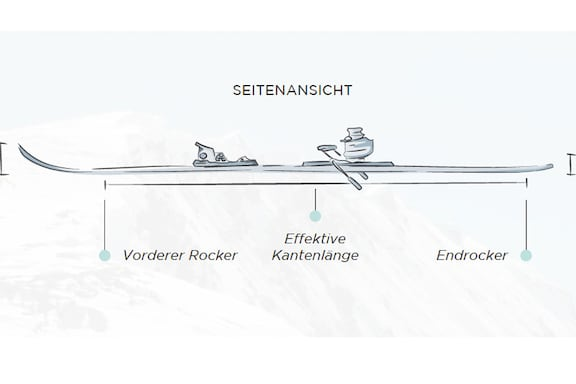 SEITENANSICHT
Effektive
Kantenlänge
Vorderer Rocker
Endrocker